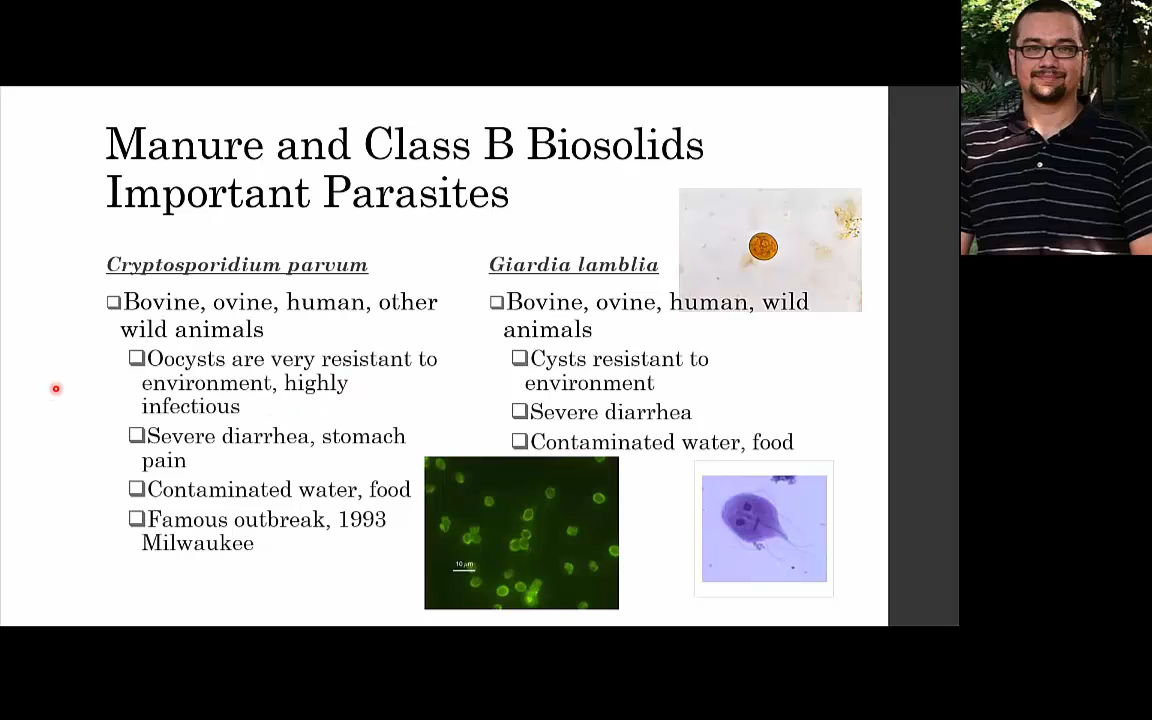 Manure and Class B Biosolids
Important Parasites
Cryptosporidium parvum
Bovine, ovine, human, other
wild animals
Oocysts are very resistant to
environment, highly
infectious
Severe diarrhea, stomach
pain
Contaminated water, food
Famous outbreak, 1993
Milwaukee
Giardia lamblia
Bovine, ovine, human, wild
animals
Cysts resistant to
environment
Severe diarrhea
Contaminated water, food
10 μm